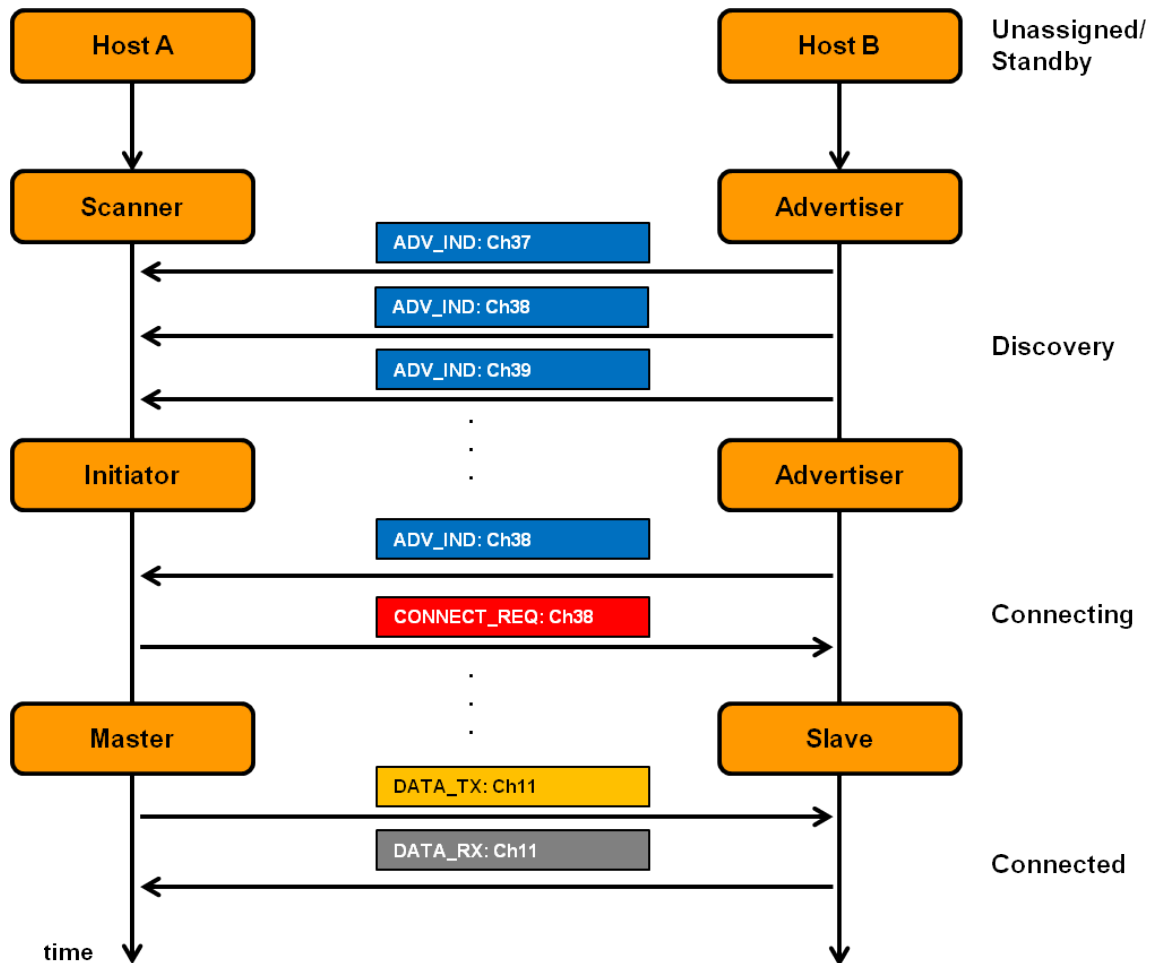 Host A
Host B
Unassigned/
Standby
Scanner
Advertiser
ADV_IND: Ch37
ADV_IND: Ch38
ADV_IND: Ch39
Discovery
Initiator
Advertiser
ADV_IND: Ch38
CONNECT_REQ: Ch38
Connecting
Master
Slave
DATA_TX: Ch11
DATA_RX: Ch11
Connected
time